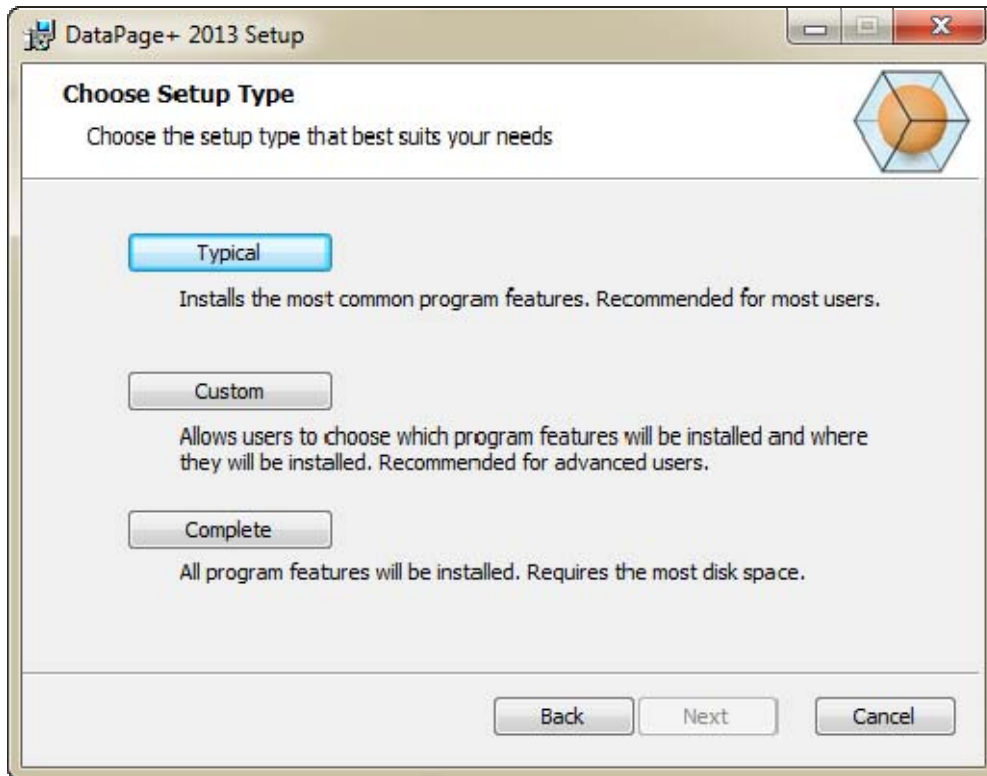 DataPage+ 2013 Setup
Choose Setup Type
Choose the setup type that best suits your needs
Typical
Installs the most common program features. Recommended for most users.
Custom
Allows users to choose which program features will be installed and where
they will be installed. Recommended for advanced users.
Complete
All program features will be installed. Requires the most disk space.
Back
Next
Cancel